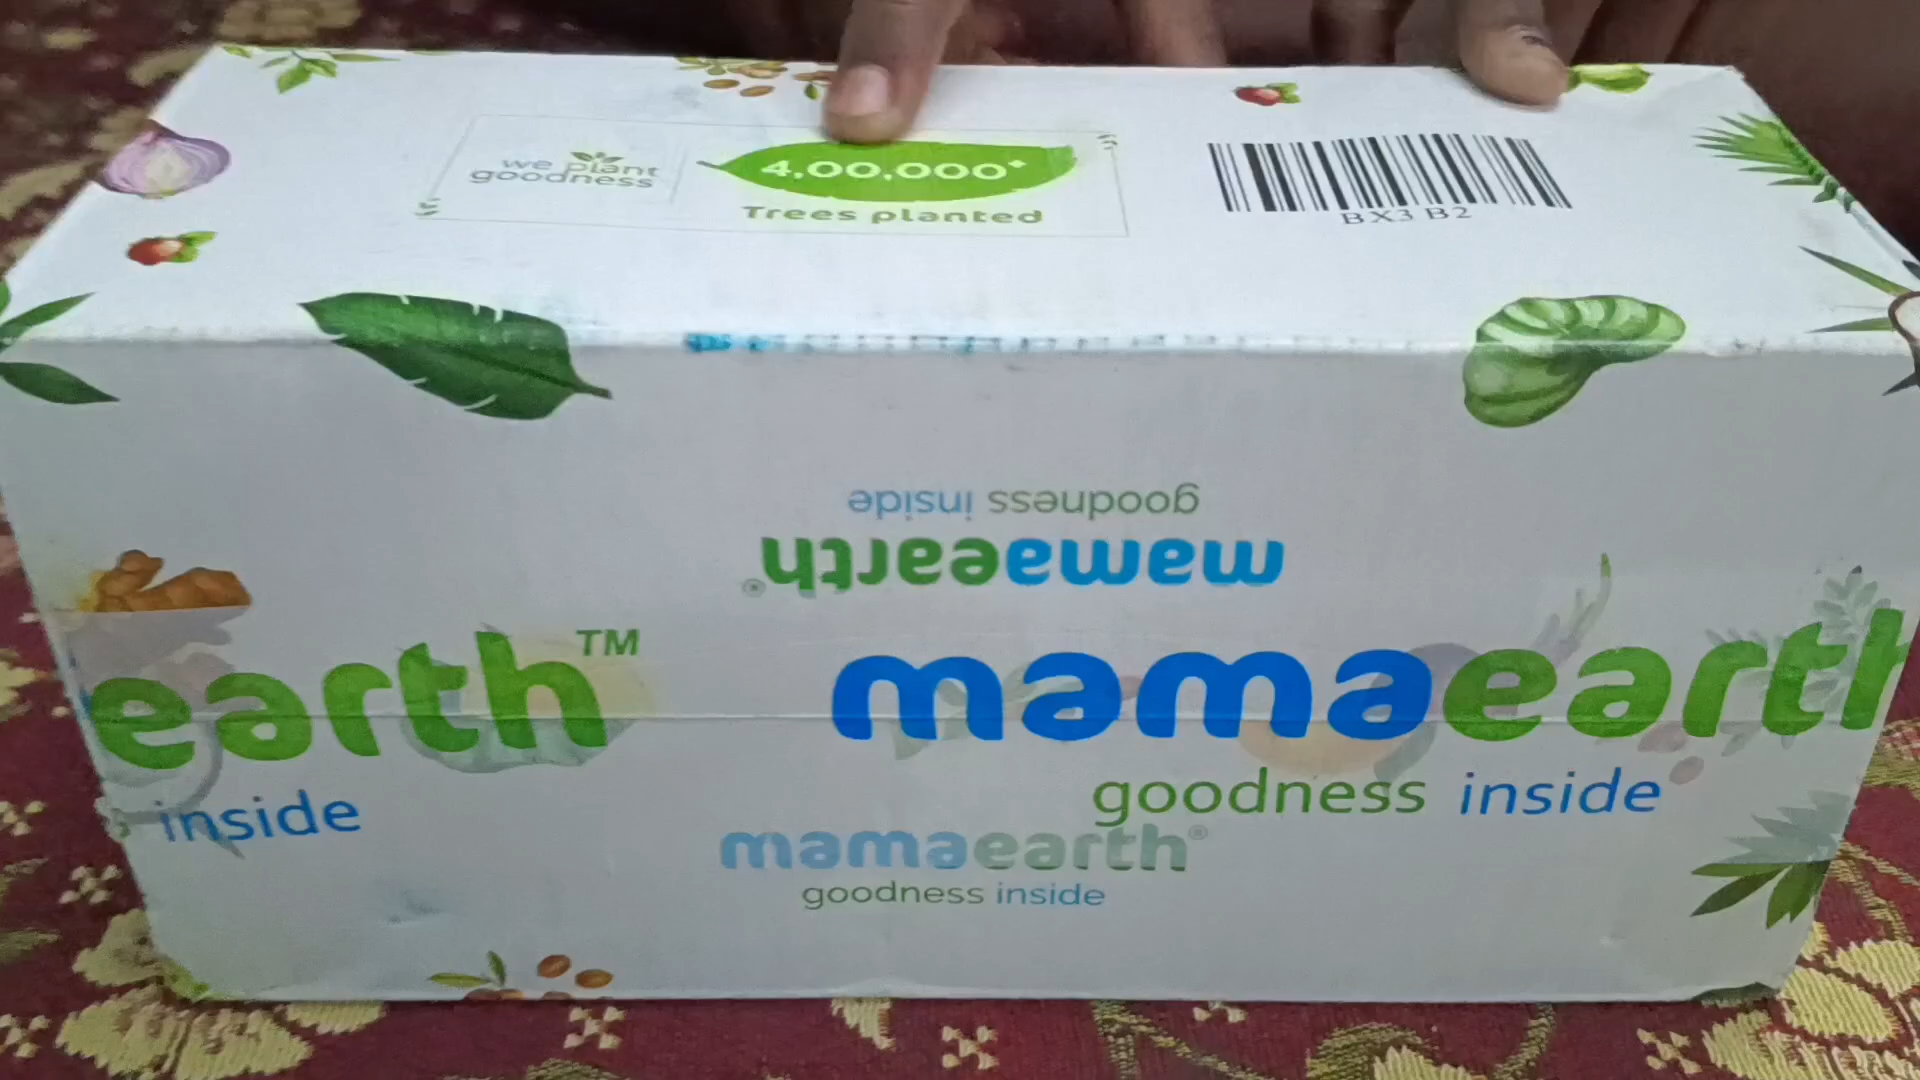 we plant
goodness
4,00,000+
Trees planted
BX3 B2
goodness inside
mamaearth®
earth™
inside
mamaearth
goodness inside
mamaearth®
goodness inside